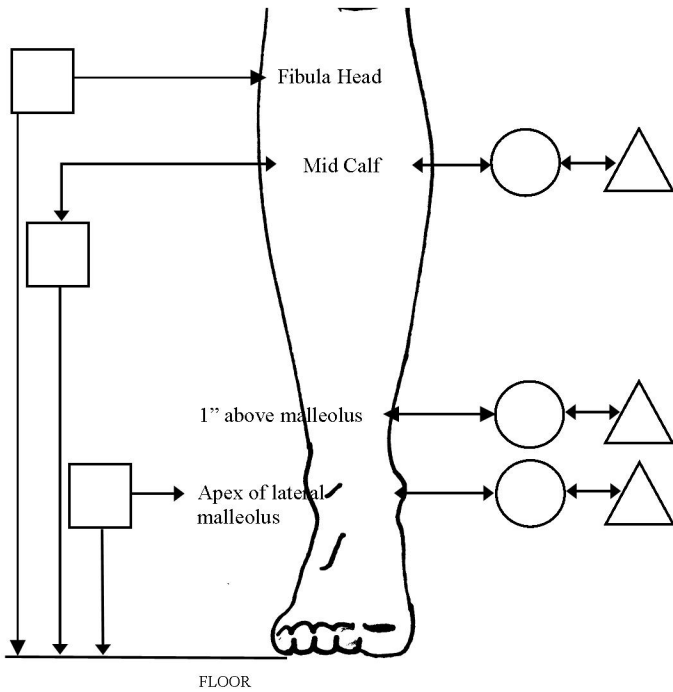 Fibula Head
Mid Calf
1” above malleolus
Apex of lateral
malleolus
FLOOR